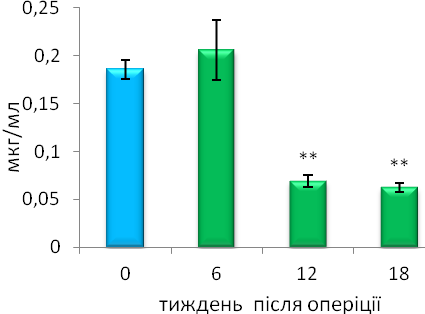 мкг/мл
0,25
0,2
0,15
0,1
0,05
0
** **
0 6 12 18
тиждень після оперіції